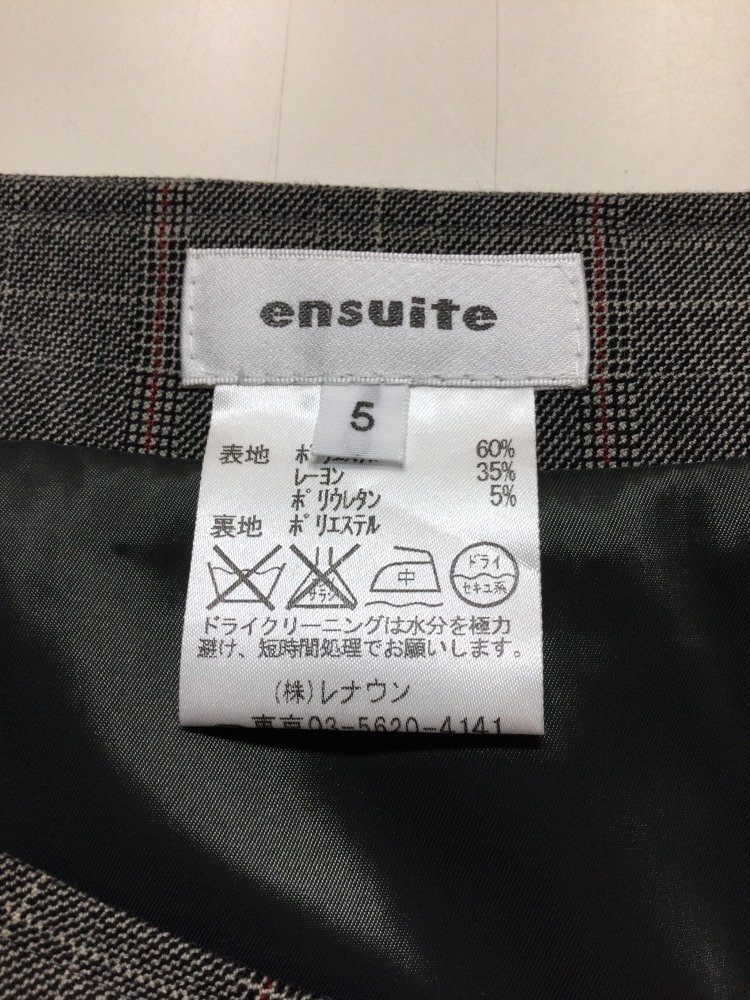 ensuite
5
表地 60%
レーヨン 35%
ポリウレタン 5%
裏地 ポリエステル
サラシ 中 ドライ
セキユ系
ドライクリーニングは水分を極力
避け、短時間処理でお願いします。
(株)レナウン
東京03-5620-4141